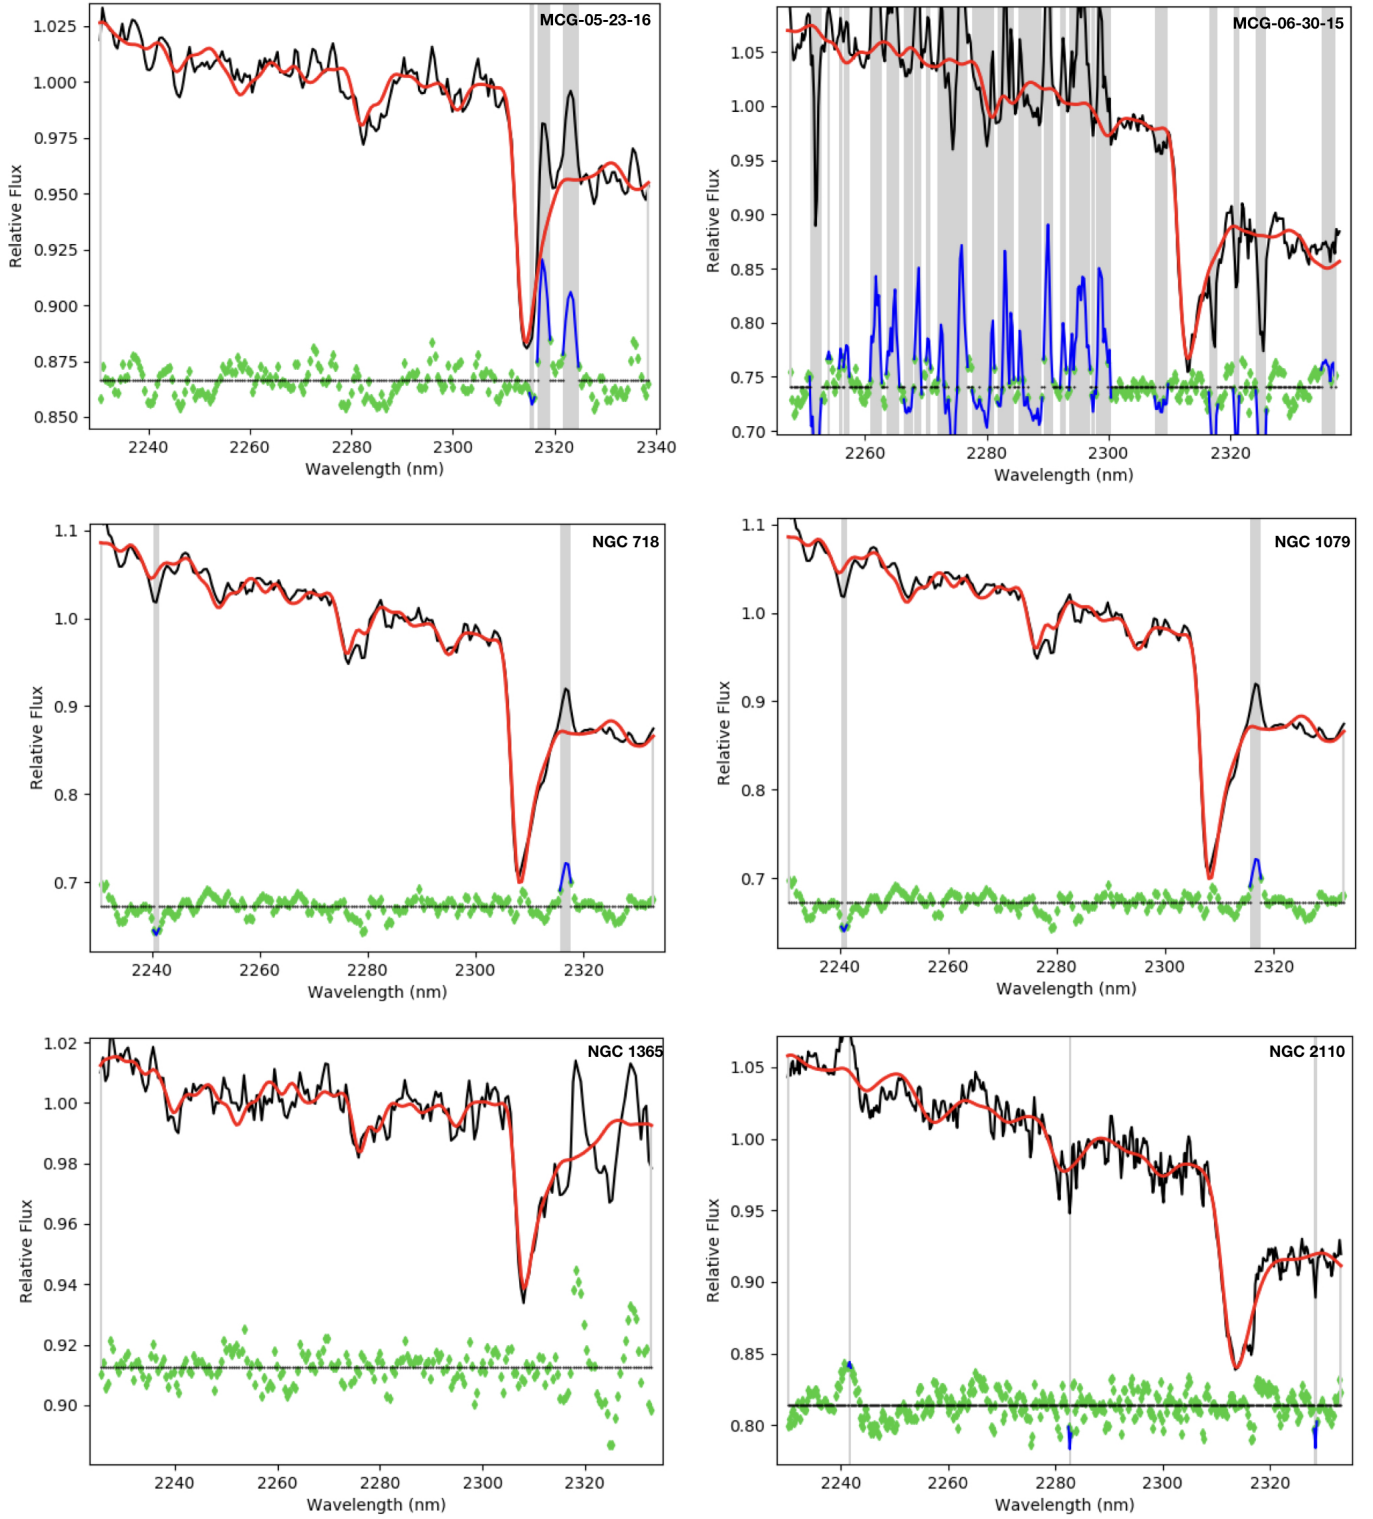 MCG-05-23-16
1.025
1.000
0.975
0.950
0.925
0.900
0.875
0.850
Relative Flux
2240 2260 2280 2300 2320 2340
Wavelength (nm)
MCG-06-30-15
1.05
1.00
0.95
0.90
0.85
0.80
0.75
0.70
Relative Flux
2260 2280 2300 2320
Wavelength (nm)
NGC 718
1.1
1.0
0.9
0.8
0.7
Relative Flux
2240 2260 2280 2300 2320
Wavelength (nm)
NGC 1079
1.1
1.0
0.9
0.8
0.7
Relative Flux
2240 2260 2280 2300 2320
Wavelength (nm)
NGC 1365
1.02
1.00
0.98
0.96
0.94
0.92
0.90
Relative Flux
2240 2260 2280 2300 2320
Wavelength (nm)
NGC 2110
1.05
1.00
0.95
0.90
0.85
0.80
Relative Flux
2240 2260 2280 2300 2320
Wavelength (nm)